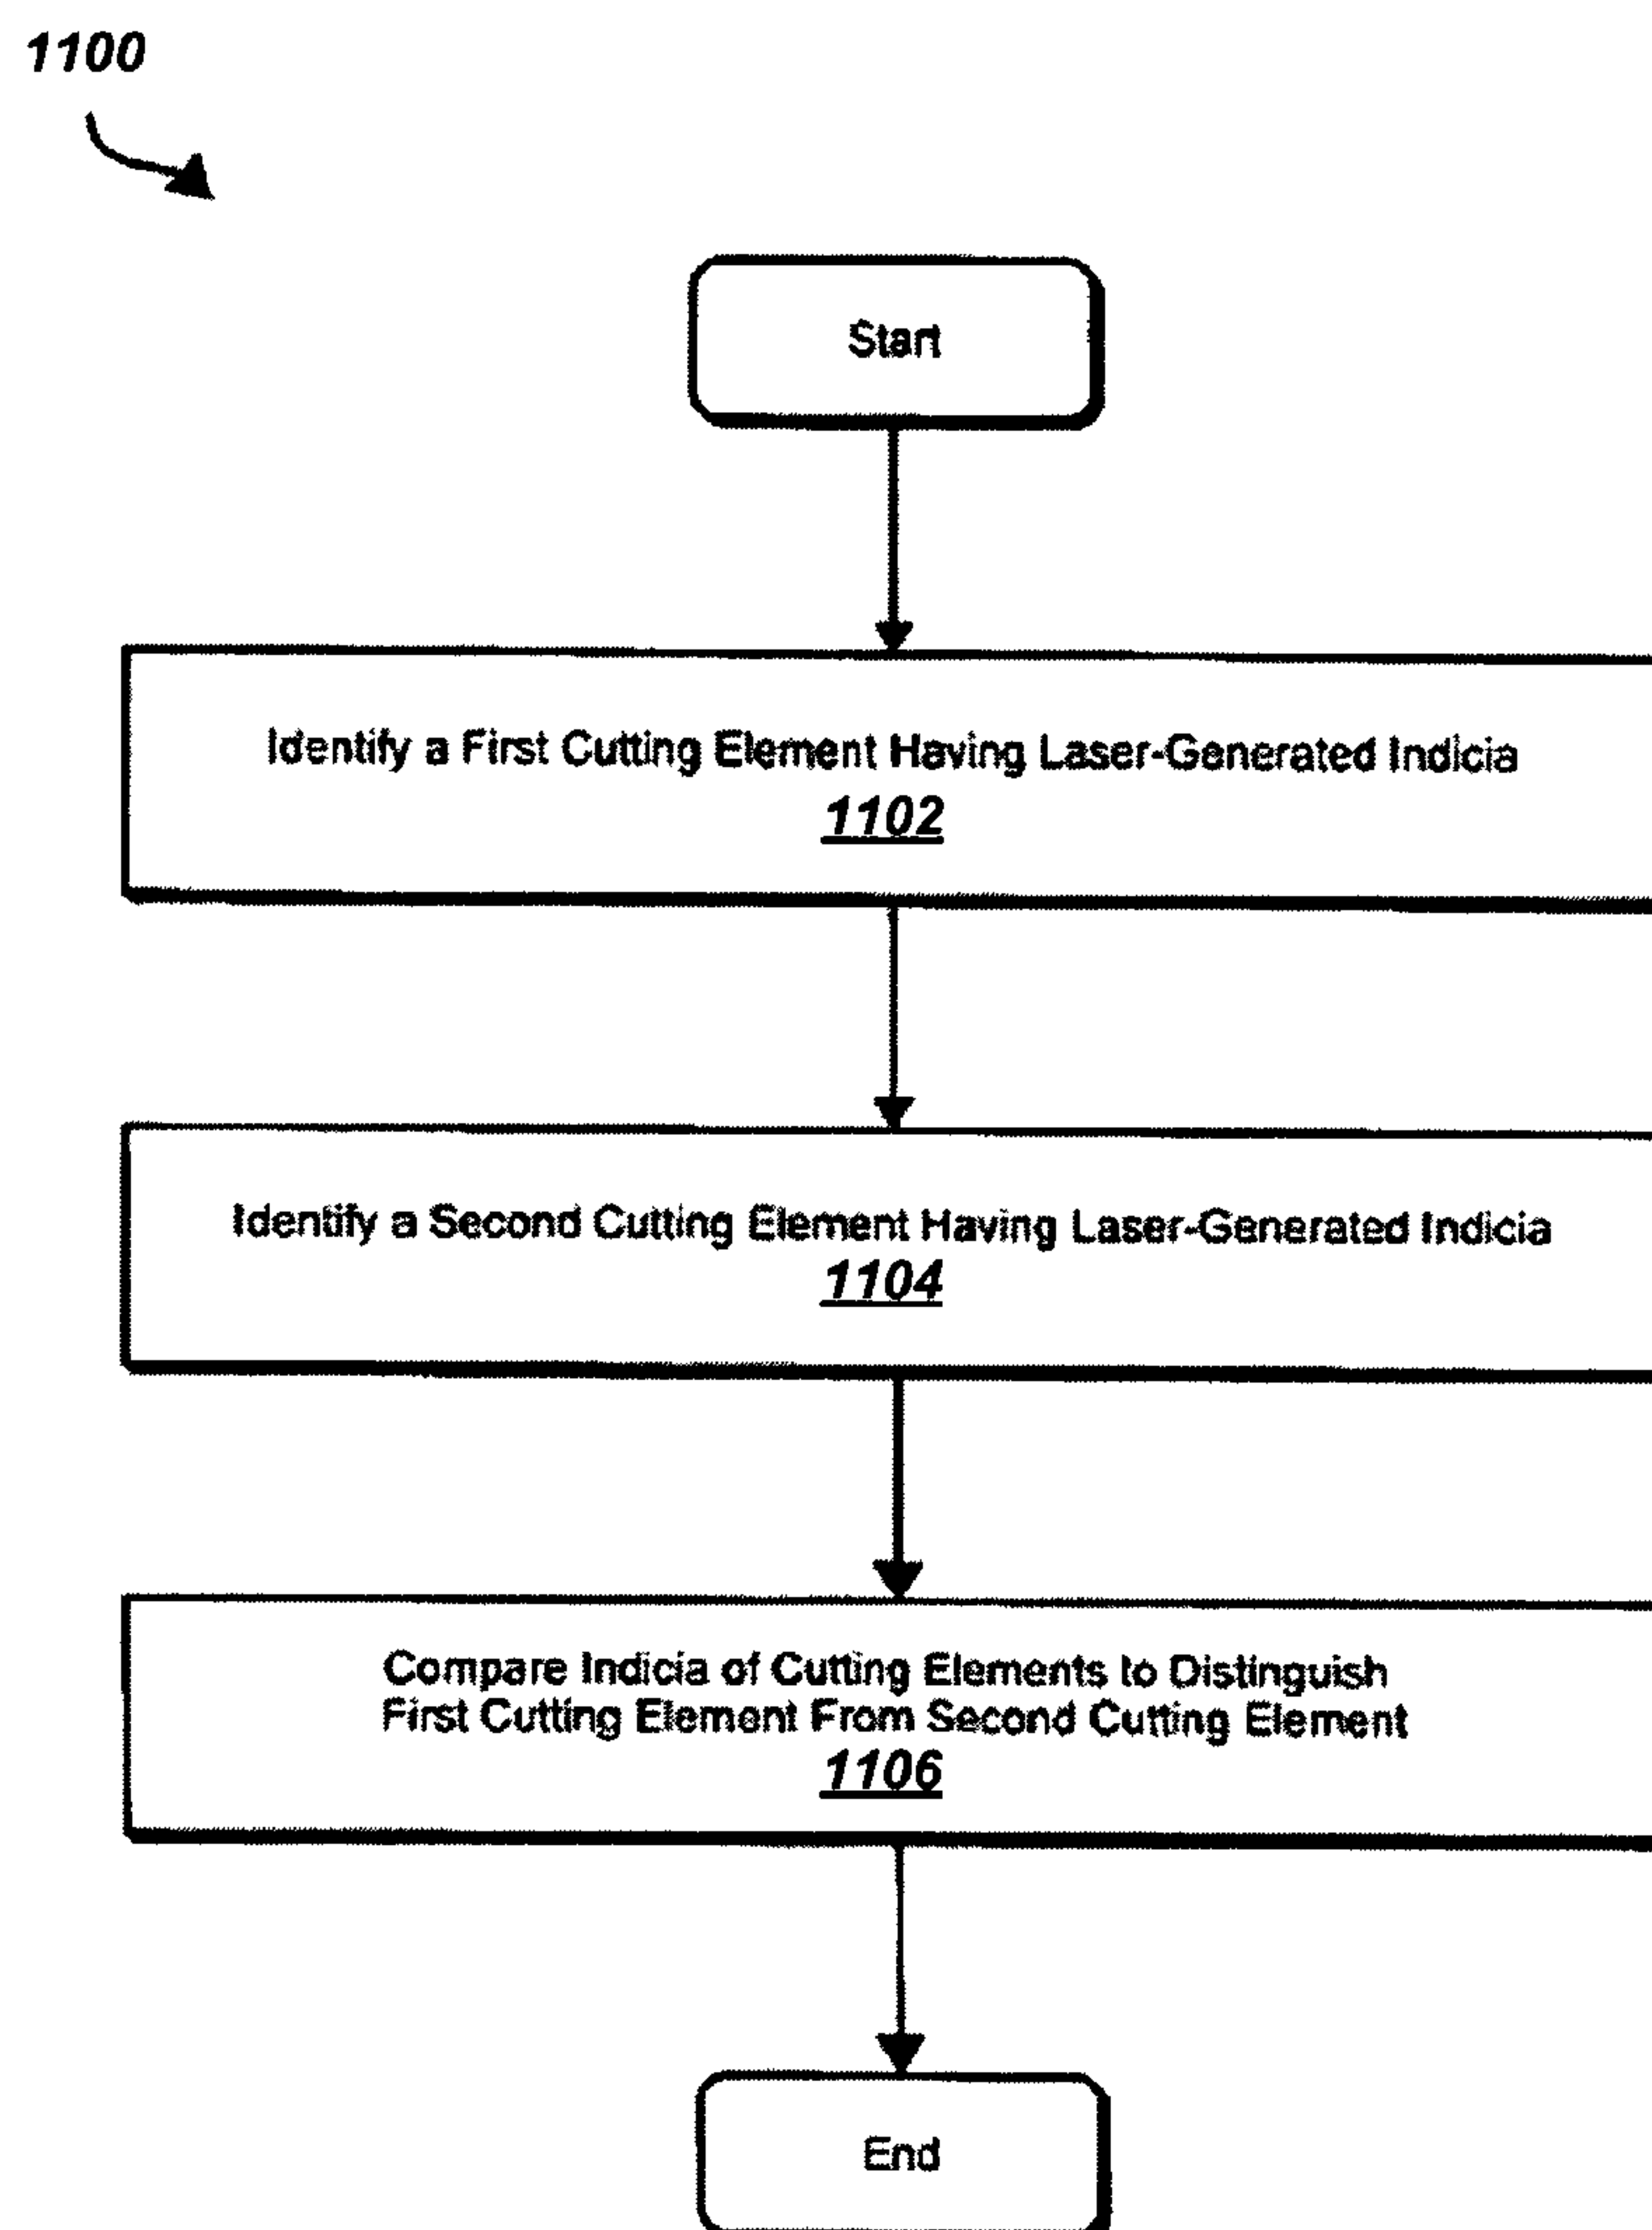 1100
Start
Identify a First Cutting Element Having Laser-Generated Indicia
1102
Identify a Second Cutting Element Having Laser-Generated Indicia
1104
Compare Indicia of Cutting Elements to Distinguish
First Cutting Element From Second Cutting Element
1106
End